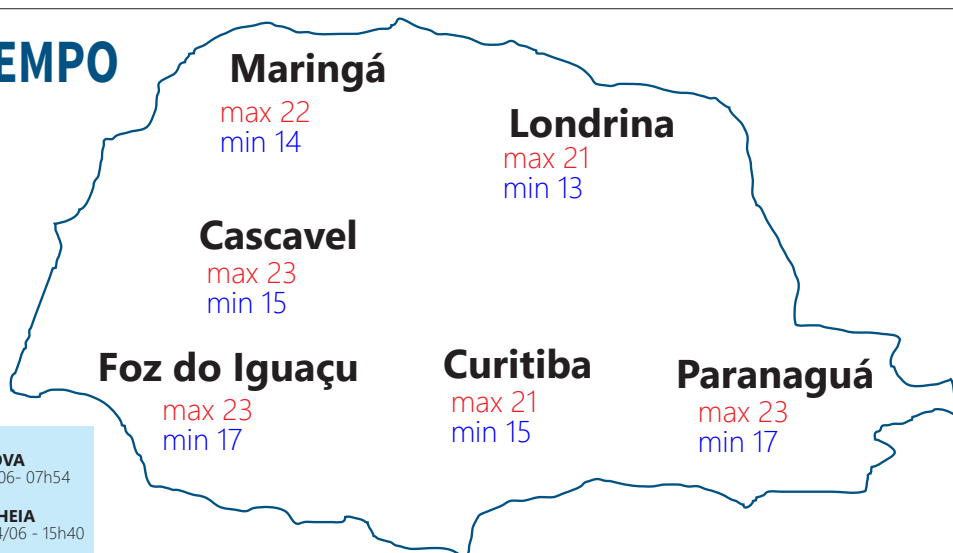 EMPO
Maringá
max 22
min 14
Londrina
max 21
min 13
Cascavel
max 23
min 15
Foz do Iguaçu
max 23
min 17
Curitiba
max 21
min 15
Paranaguá
max 23
min 17
OVA
06- 07h54
HEIA
4/06 - 15h40